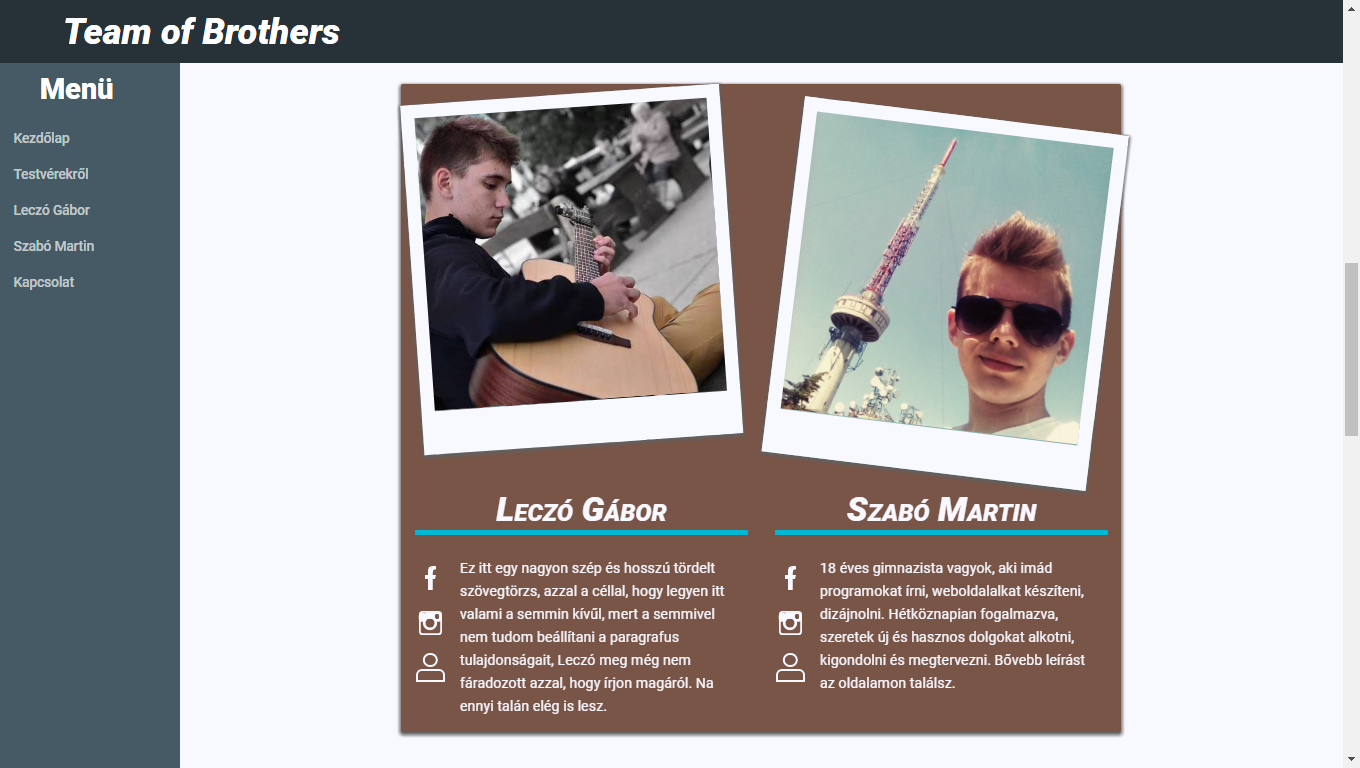 Team of Brothers
Menü
Kezdőlap
Testvérekről
Leczó Gábor
Szabó Martin
Kapcsolat
Leczó Gábor
Ez itt egy nagyon szép és hosszú tördelt
szövegtörzs, azzal a céllal, hogy legyen itt
valami a semmin kívűl, mert a semmivel
nem tudom beállítani a paragrafus
tulajdonságait, Leczó meg még nem
fáradozott azzal, hogy írjon magáról. Na
ennyi talán elég is lesz.
Szabó Martin
18 éves gimnazista vagyok, aki imád
programokat írni, weboldalalkat készíteni,
dizájnolni. Hétköznapian fogalmazva,
szeretek új és hasznos dolgokat alkotni,
kigondolni és megtervezni. Bővebb leírást
az oldalamon találsz.